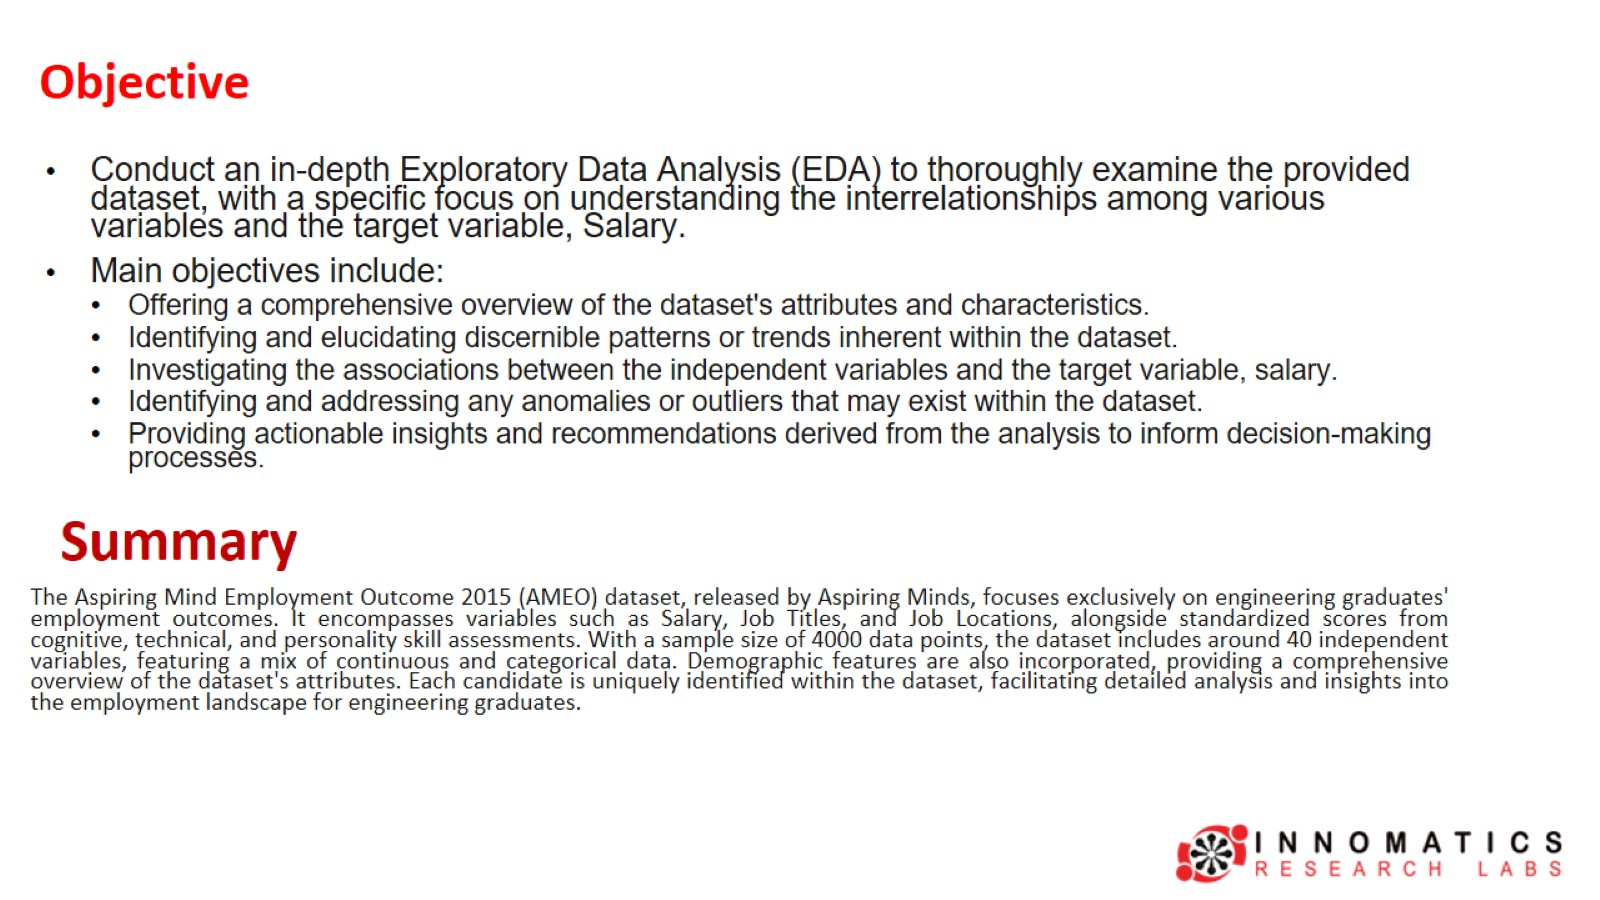 Objective
• Conduct an in-depth Exploratory Data Analysis (EDA) to thoroughly examine the provided
dataset, with a specific focus on understanding the interrelationships among various
variables and the target variable, Salary.
• Main objectives include:
• Offering a comprehensive overview of the dataset's attributes and characteristics.
• Identifying and elucidating discernible patterns or trends inherent within the dataset.
• Investigating the associations between the independent variables and the target variable, salary.
• Identifying and addressing any anomalies or outliers that may exist within the dataset.
• Providing actionable insights and recommendations derived from the analysis to inform decision-making
processes.
Summary
The Aspiring Mind Employment Outcome 2015 (AMEO) dataset, released by Aspiring Minds, focuses exclusively on engineering graduates'
employment outcomes. It encompasses variables such as Salary, Job Titles, and Job Locations, alongside standardized scores from
cognitive, technical, and personality skill assessments. With a sample size of 4000 data points, the dataset includes around 40 independent
variables, featuring a mix of continuous and categorical data. Demographic features are also incorporated, providing a comprehensive
overview of the dataset's attributes. Each candidate is uniquely identified within the dataset, facilitating detailed analysis and insights into
the employment landscape for engineering graduates.
INNOMATICS
RESEARCH LABS